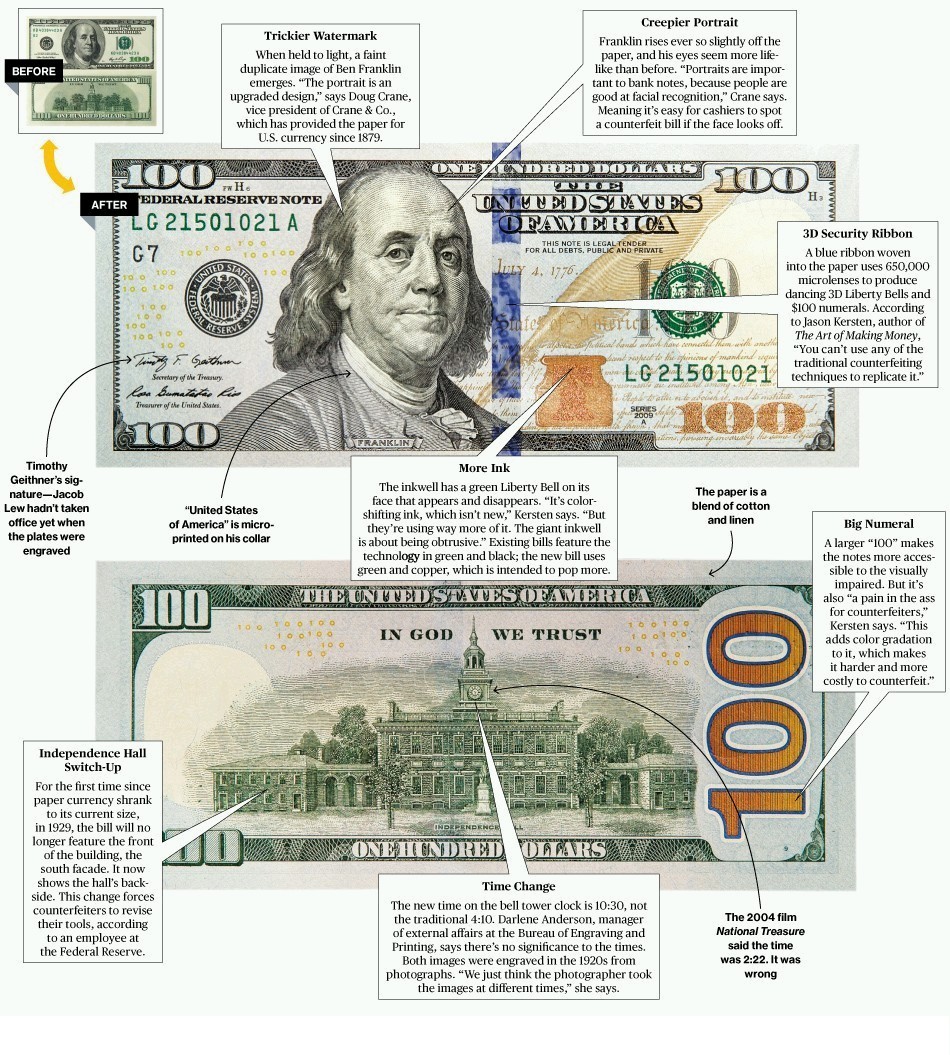 BEFORE
AFTER
Trickier Watermark
When held to light, a faint
duplicate image of Ben Franklin
emerges. “The portrait is an
upgraded design,” says Doug Crane,
vice president of Crane & Co.,
which has provided the paper for
U.S. currency since 1879.
Creepier Portrait
Franklin rises ever so slightly off the
paper, and his eyes seem more life-
like than before. “Portraits are impor-
tant to bank notes, because people are
good at facial recognition,” Crane says.
Meaning it’s easy for cashiers to spot
a counterfeit bill if the face looks off.
100
FW H 6
FEDERAL RESERVE NOTE
LG 21501021 A
G7
UNITED STATES
FEDERAL RESERVE SYSTEM
Timothy F. Geithner
Secretary of the Treasury.
Rosa Gumataotao Rios
Treasurer of the United States.
100
FRANKLIN
ONE HUNDRED DOLLARS
THE
UNITED STATES
OF AMERICA
THIS NOTE IS LEGAL TENDER
FOR ALL DEBTS, PUBLIC AND PRIVATE
JULY 4, 1776.
100
H 3
LG 21501021
SERIES
2009
A
100
3D Security Ribbon
A blue ribbon woven
into the paper uses 650,000
microlenses to produce
dancing 3D Liberty Bells and
$100 numerals. According
to Jason Kersten, author of
The Art of Making Money,
“You can’t use any of the
traditional counterfeiting
techniques to replicate it.”
Timothy
Geithner’s sig-
nature—Jacob
Lew hadn’t taken
office yet when
the plates were
engraved
“United States
of America” is micro-
printed on his collar
More Ink
The inkwell has a green Liberty Bell on its
face that appears and disappears. “It’s color-
shifting ink, which isn’t new,” Kersten says. “But
they’re using way more of it. The giant inkwell
is about being obtrusive.” Existing bills feature the
technology in green and black; the new bill uses
green and copper, which is intended to pop more.
The paper is a
blend of cotton
and linen
Big Numeral
A larger “100” makes
the notes more acces-
sible to the visually
impaired. But it’s
also “a pain in the ass
for counterfeiters,”
Kersten says. “This
adds color gradation
to it, which makes
it harder and more
costly to counterfeit.”
100
THE UNITED STATES OF AMERICA
IN GOD WE TRUST
100
INDEPENDENCE HALL
ONE HUNDRED DOLLARS
Independence Hall
Switch-Up
For the first time since
paper currency shrank
to its current size,
in 1929, the bill will no
longer feature the front
of the building, the
south facade. It now
shows the hall’s back-
side. This change forces
counterfeiters to revise
their tools, according
to an employee at
the Federal Reserve.
Time Change
The new time on the bell tower clock is 10:30, not
the traditional 4:10. Darlene Anderson, manager
of external affairs at the Bureau of Engraving and
Printing, says there’s no significance to the times.
Both images were engraved in the 1920s from
photographs. “We just think the photographer took
the images at different times,” she says.
The 2004 film
National Treasure
said the time
was 2:22. It was
wrong